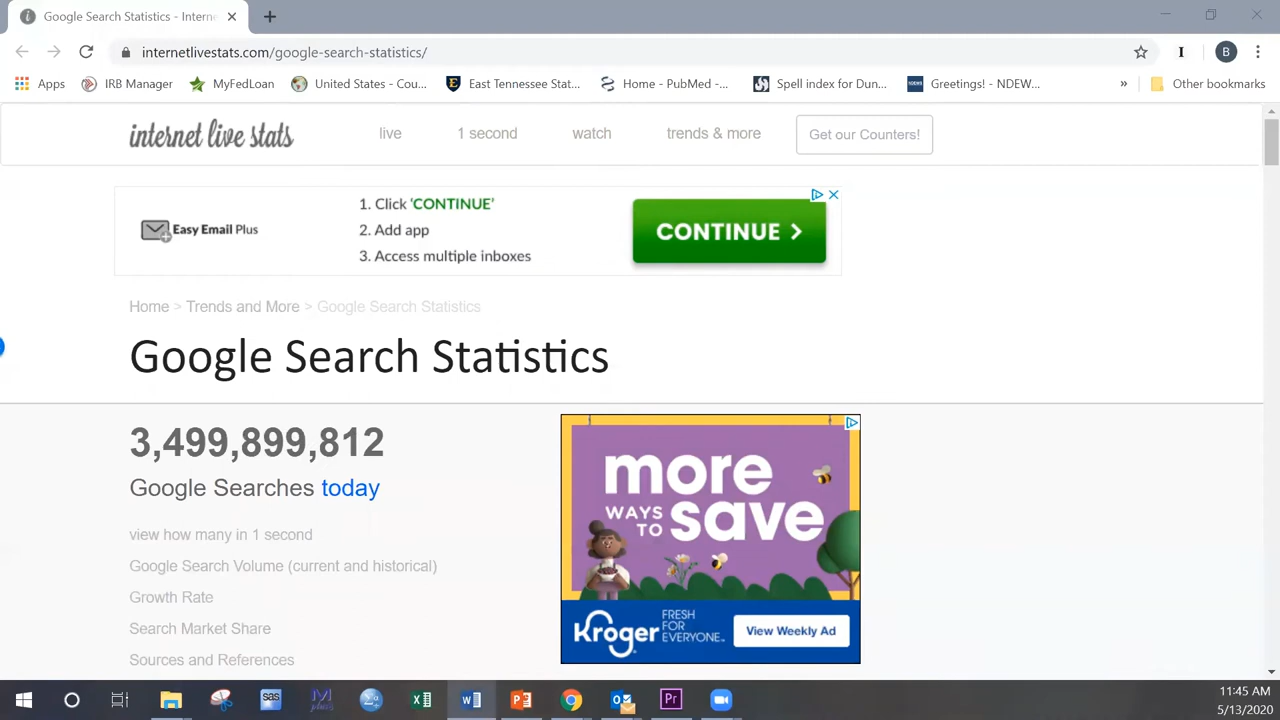 Google Search Statistics - Intern
internetlivestats.com/google-search-statistics/
B
Apps
IRB Manager
MyFedLoan
United States - Cou...
East Tennessee Stat...
Home - PubMed -...
Spell index for Dun...
Greetings! - NDEW...
»
Other bookmarks
internet live stats
live
1 second
watch
trends & more
Get our Counters!
Easy Email Plus
1. Click 'CONTINUE'
2. Add app
3. Access multiple inboxes
CONTINUE >
Home > Trends and More > Google Search Statistics
Google Search Statistics
3,499,899,812
Google Searches today
view how many in 1 second
Google Search Volume (current and historical)
Growth Rate
Search Market Share
Sources and References
more
WAYS TO save
Kroger
FRESH
FOR
EVERYONE™
View Weekly Ad
sas
Pr
11:45 AM
5/13/2020